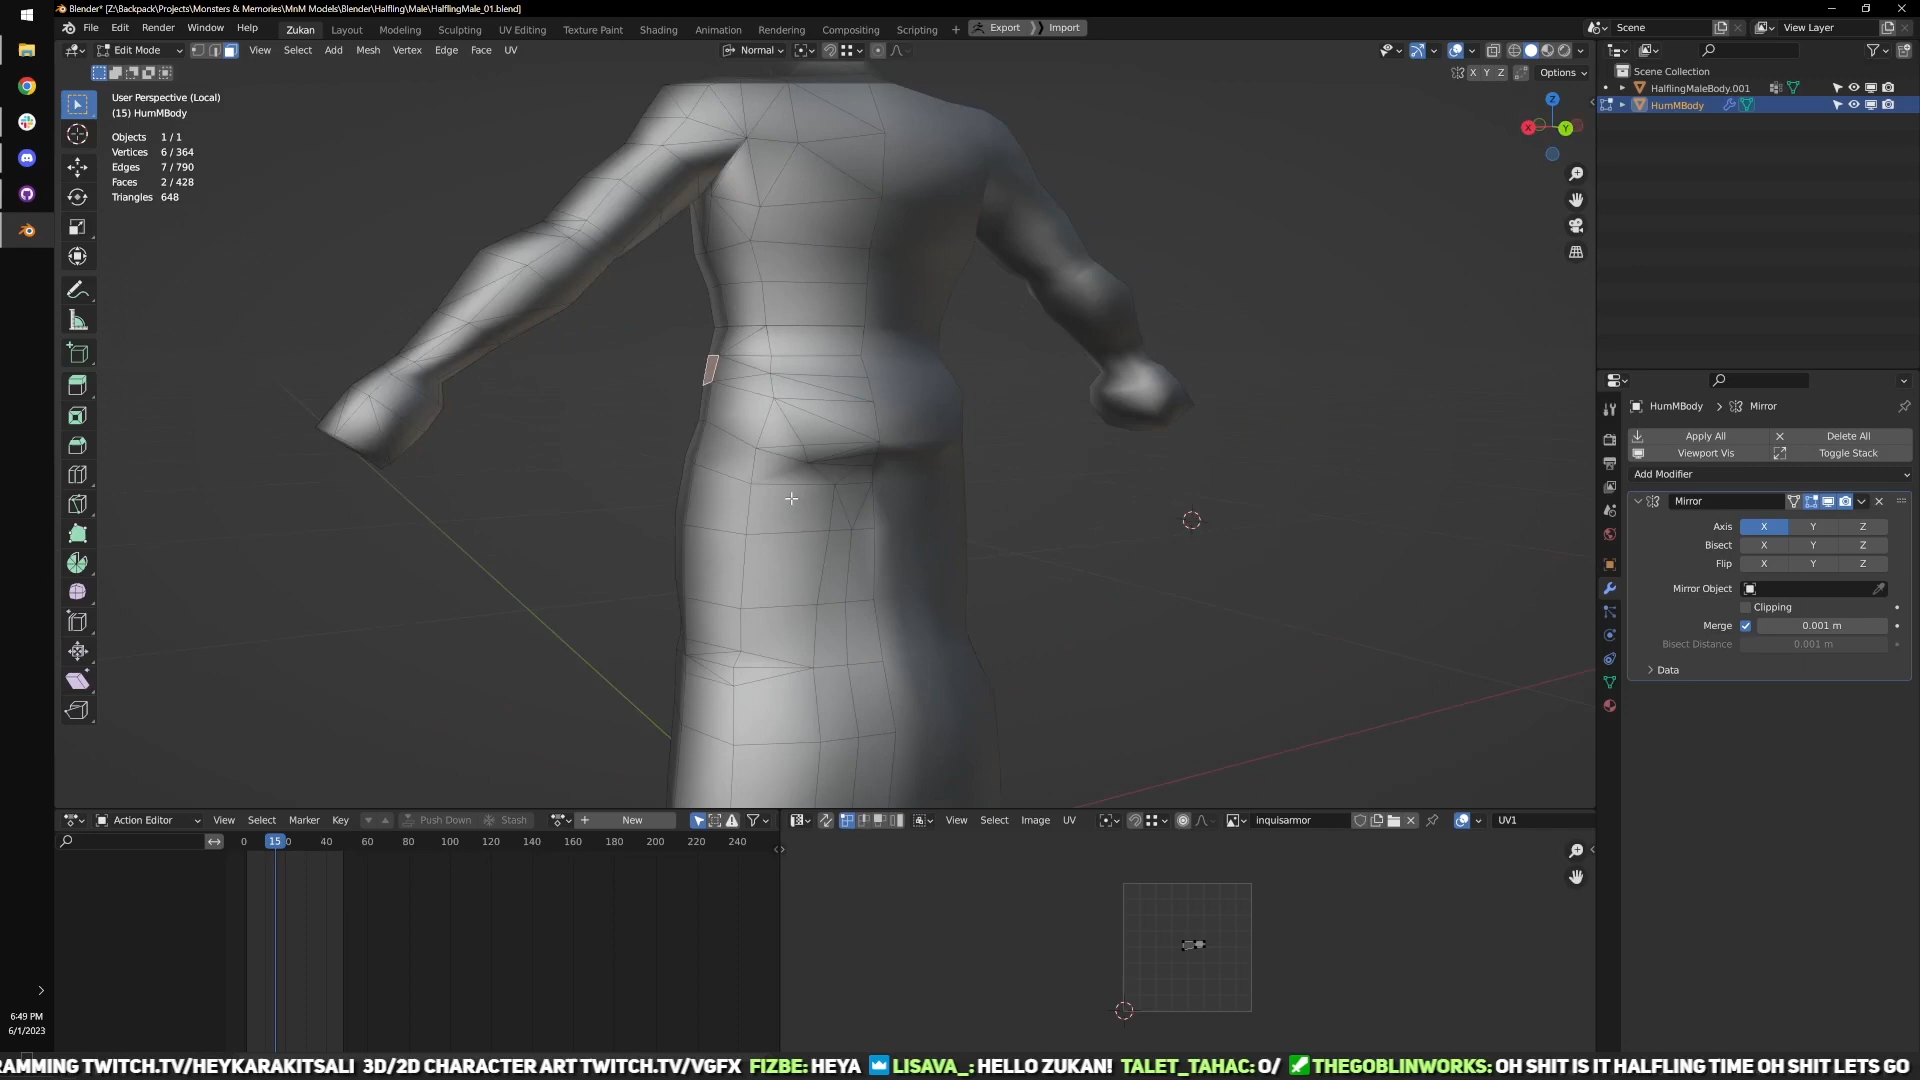 Blender* [Z:\Backpack\Projects\Monsters & Memories\MnM Models\Blender\Halfling\Male\HalflingMale_01.blend]
File Edit Render Window Help Zukan Layout Modeling Sculpting UV Editing Texture Paint Shading Animation Rendering Compositing Scripting + Export Import Scene View Layer
Edit Mode View Select Add Mesh Vertex Edge Face UV Normal
X Y Z Options
User Perspective (Local)
(15) HumMBody
Objects 1 / 1
Vertices 6 / 364
Edges 7 / 790
Faces 2 / 428
Triangles 648
Z
X Y
Scene Collection
HalflingMaleBody.001
HumMBody
HumMBody > Mirror
Apply All Delete All
Viewport Vis Toggle Stack
Add Modifier
Mirror
Axis X Y Z
Bisect X Y Z
Flip X Y Z
Mirror Object
Clipping
Merge 0.001 m
Bisect Distance 0.001 m
Data
Action Editor View Select Marker Key Push Down Stash + New
View Select Image UV inquisarmor UV1
0 15 40 60 80 100 120 140 160 180 200 220 240
6:49 PM
6/1/2023
RAMMING TWITCH.TV/HEYKARAKITSALI 3D/2D CHARACTER ART TWITCH.TV/VGFX FIZBE: HEYA LISAVA_: HELLO ZUKAN! TALET_TAHAC: O/ THEGOBLINWORKS: OH SHIT IS IT HALFLING TIME OH SHIT LETS GO